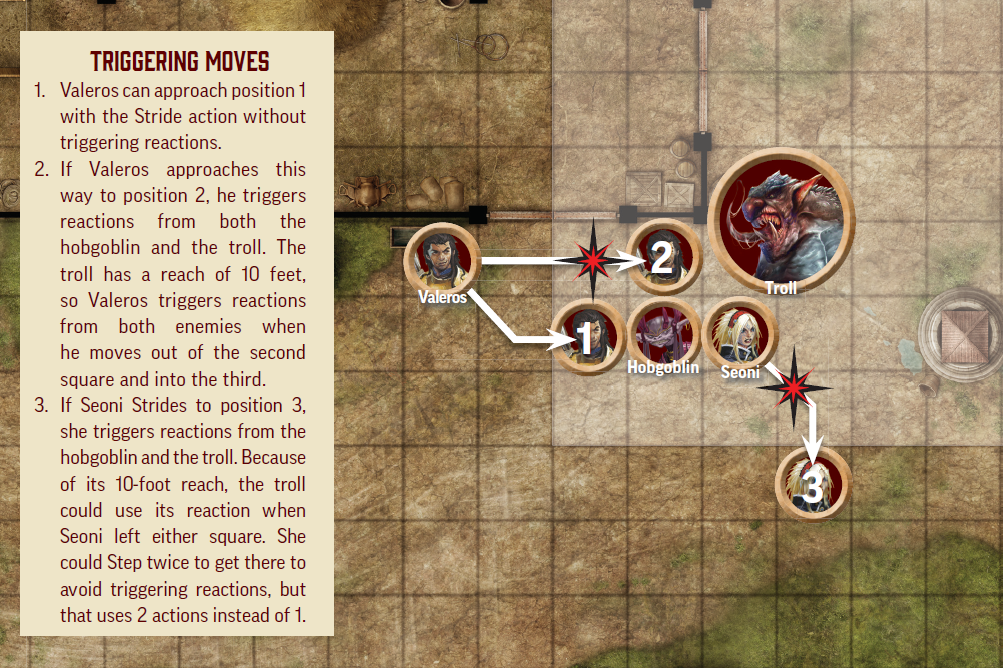 TRIGGERING MOVES
1. Valeros can approach position 1
with the Stride action without
triggering reactions.
2. If Valeros approaches this
way to position 2, he triggers
reactions from both the
hobgoblin and the troll. The
troll has a reach of 10 feet,
so Valeros triggers reactions
from both enemies when
he moves out of the second
square and into the third.
3. If Seoni Strides to position 3,
she triggers reactions from the
hobgoblin and the troll. Because
of its 10-foot reach, the troll
could use its reaction when
Seoni left either square. She
could Step twice to get there to
avoid triggering reactions, but
that uses 2 actions instead of 1.
2
Valeros
Troll
1
Hobgoblin
Seoni
3